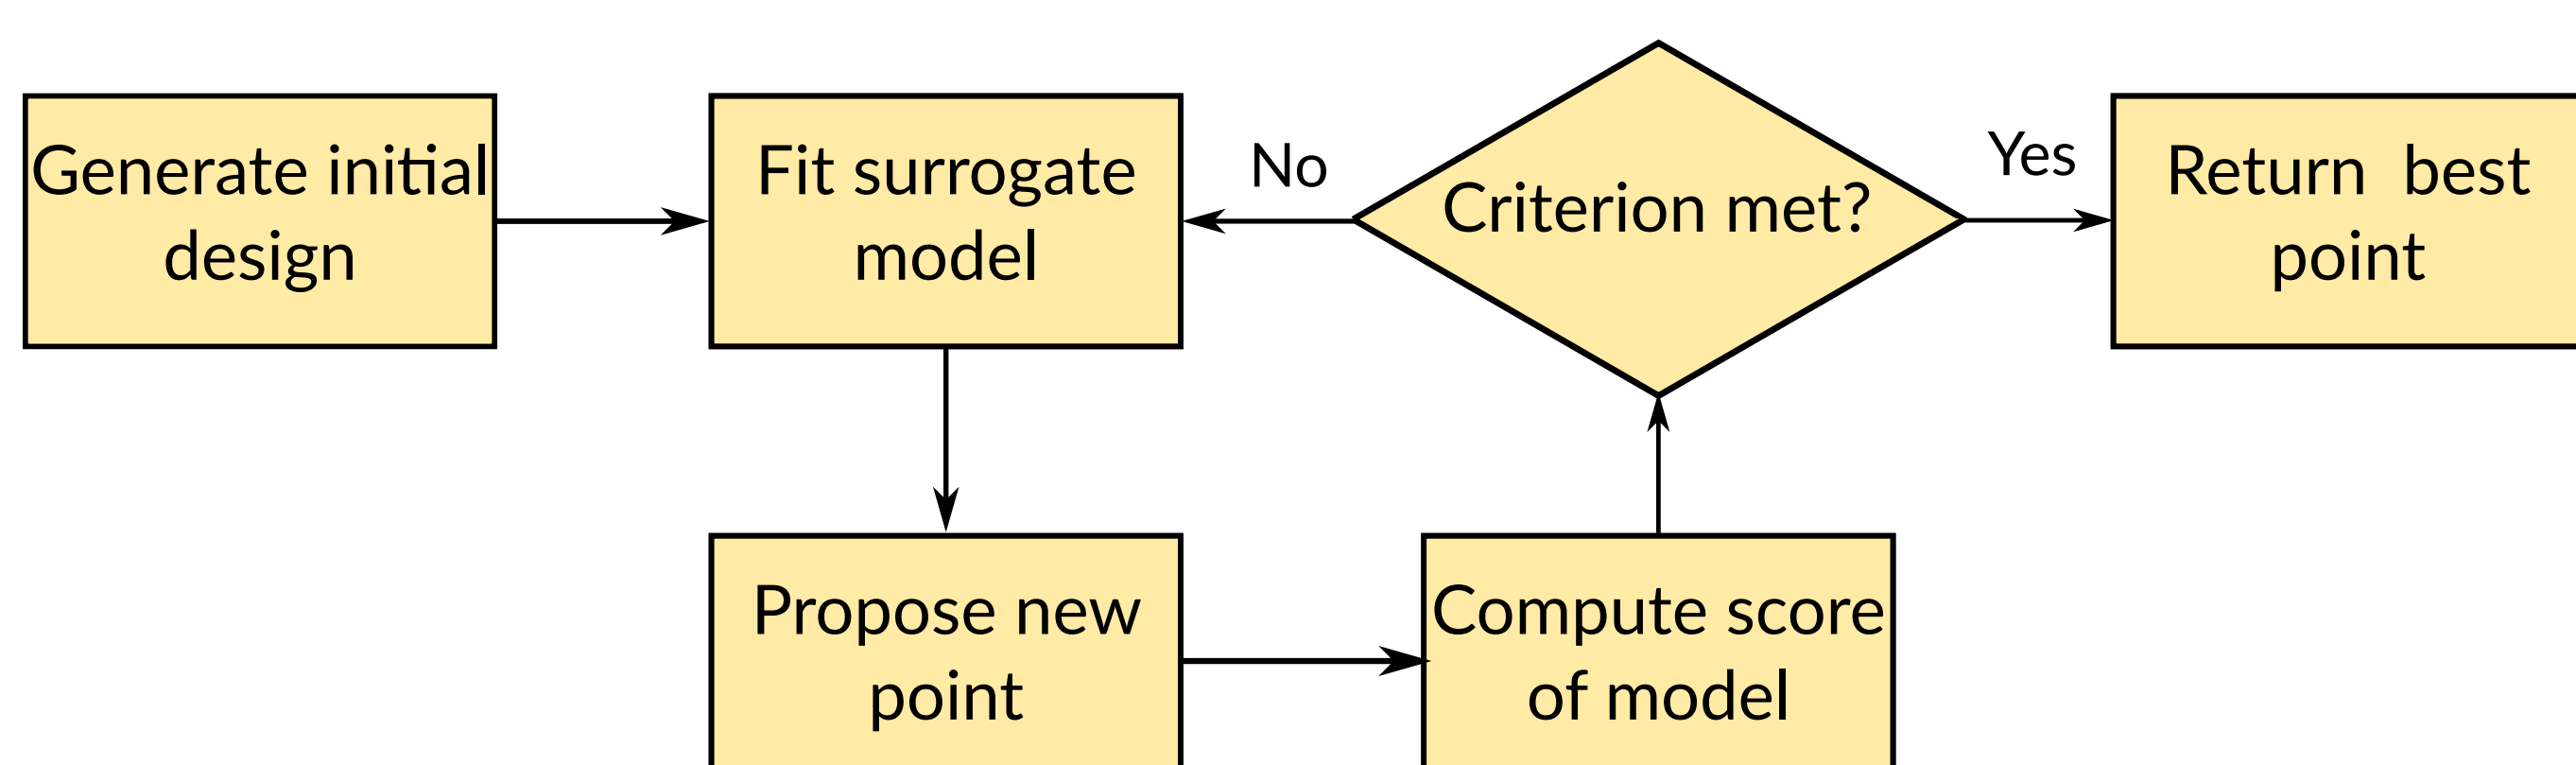 Generate initial
design
Fit surrogate
model
No
Criterion met?
Yes
Return best
point
Propose new
point
Compute score
of model